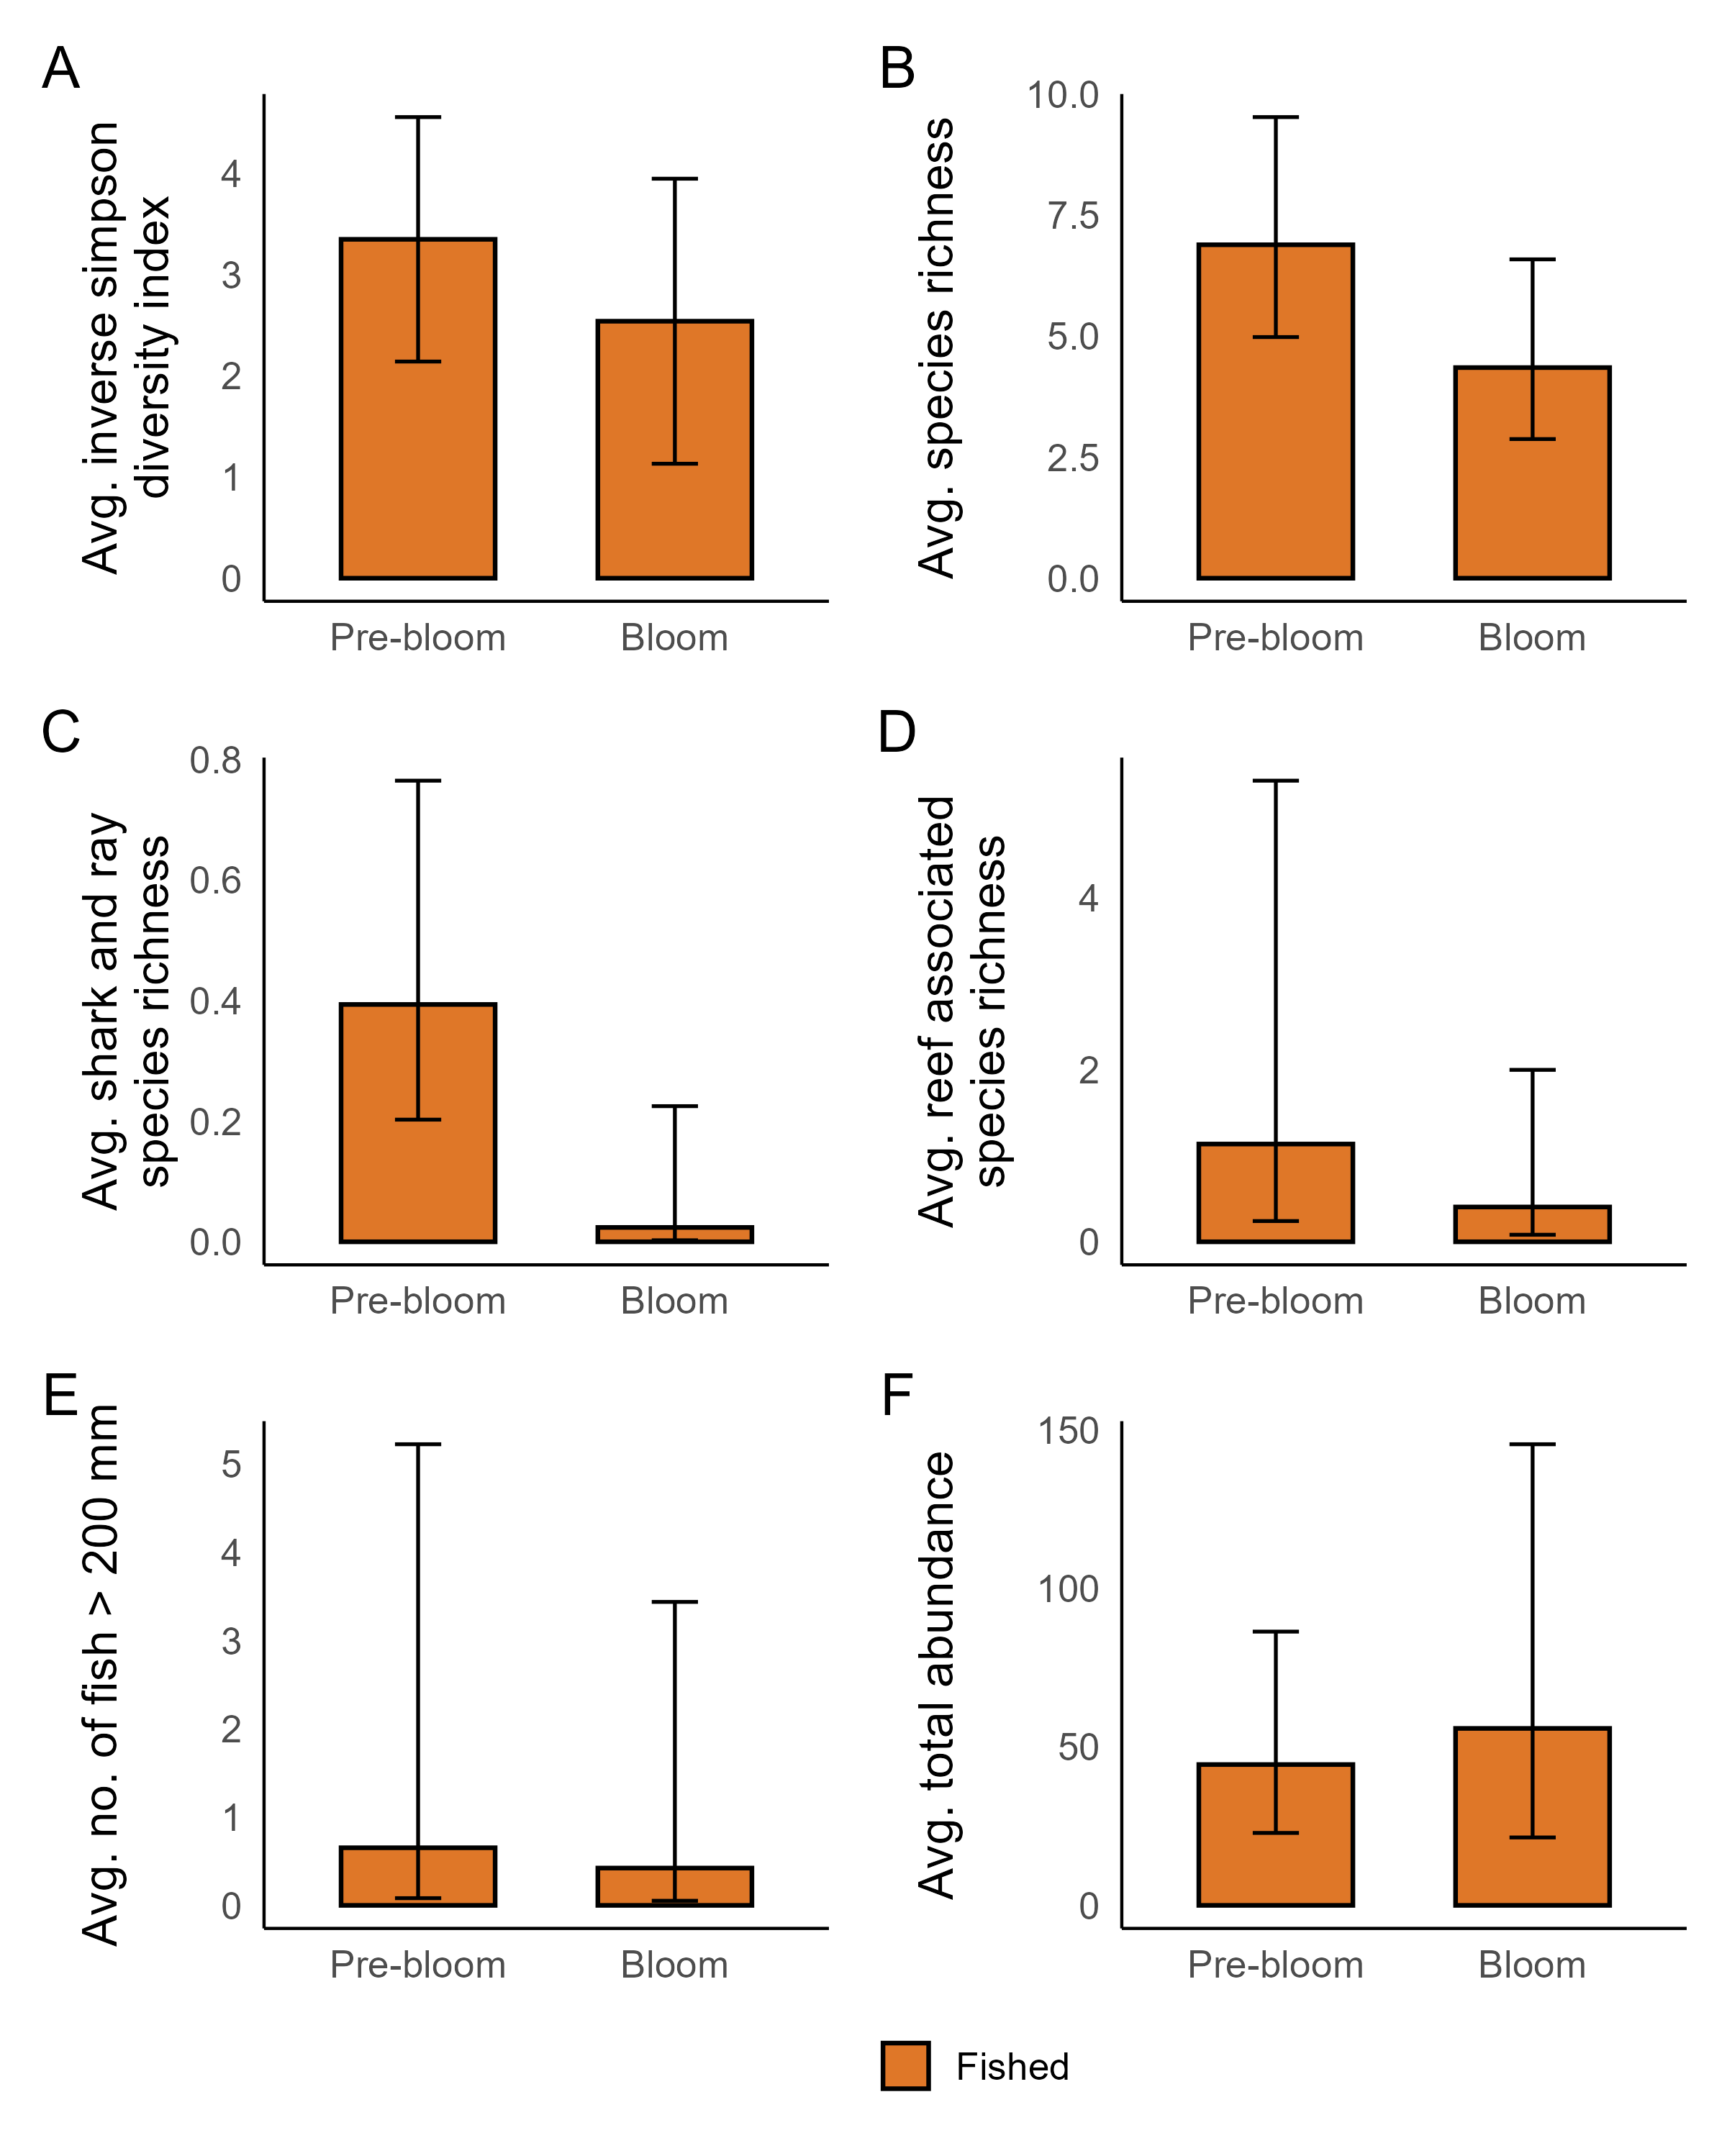 A
Avg. inverse simpson
diversity index
4
3
2
1
0
Pre-bloom Bloom
B
Avg. species richness
10.0
7.5
5.0
2.5
0.0
Pre-bloom Bloom
C
Avg. shark and ray
species richness
0.8
0.6
0.4
0.2
0.0
Pre-bloom Bloom
D
Avg. reef associated
species richness
4
2
0
Pre-bloom Bloom
E
Avg. no. of fish > 200 mm
5
4
3
2
1
0
Pre-bloom Bloom
F
Avg. total abundance
150
100
50
0
Pre-bloom Bloom
Fished